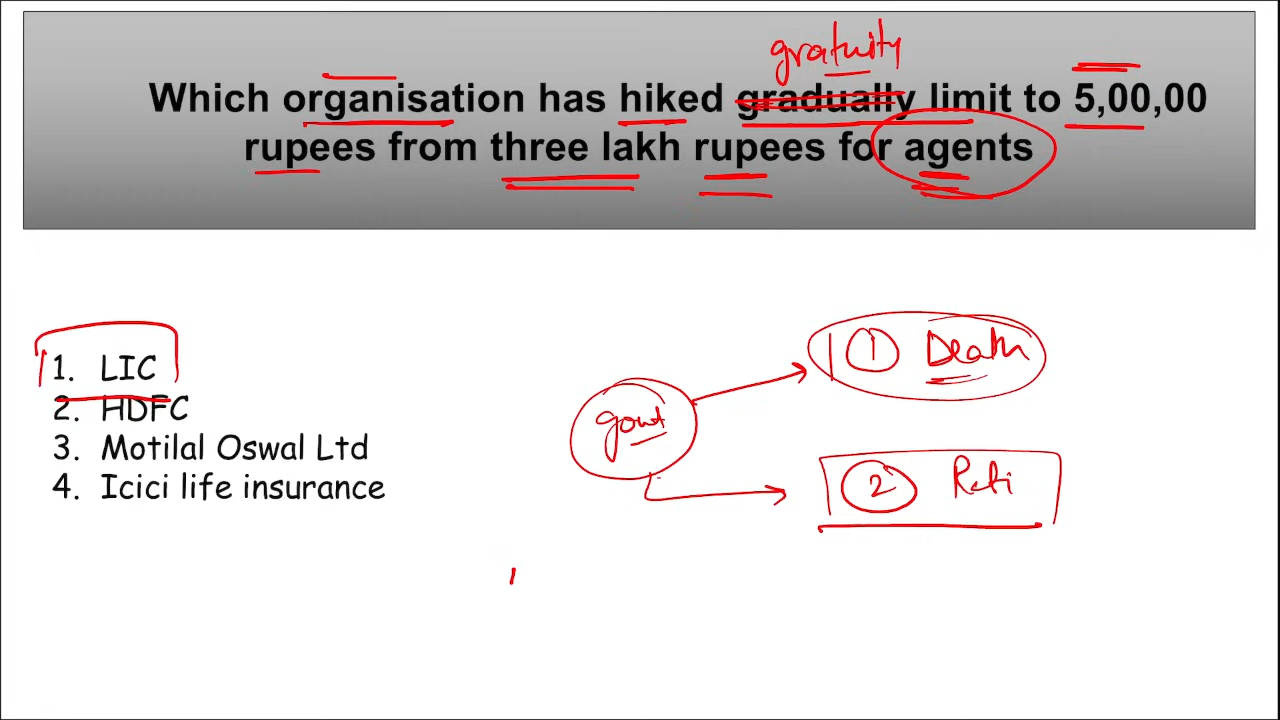 gratuity
Which organisation has hiked gradually limit to 5,00,00
rupees from three lakh rupees for agents
1. LIC
2. HDFC
3. Motilal Oswal Ltd
4. Icici life insurance
1 Death
govt
2 Reti